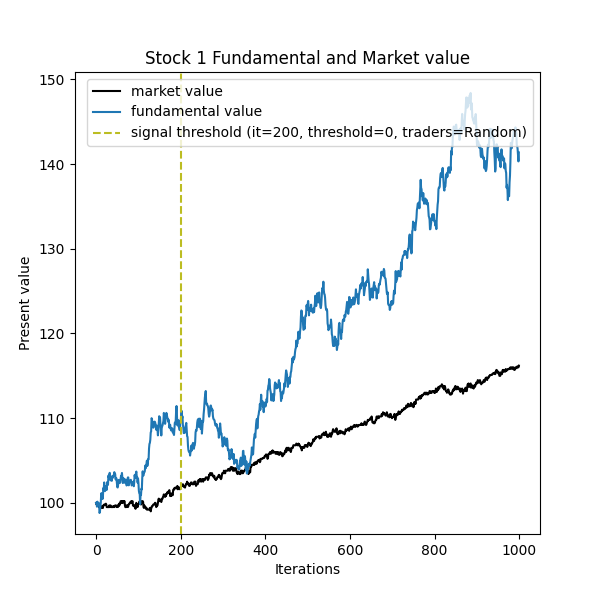 Stock 1 Fundamental and Market value
market value
fundamental value
signal threshold (it=200, threshold=0, traders=Random)
150
140
130
120
110
100
Present value
0 200 400 600 800 1000
Iterations